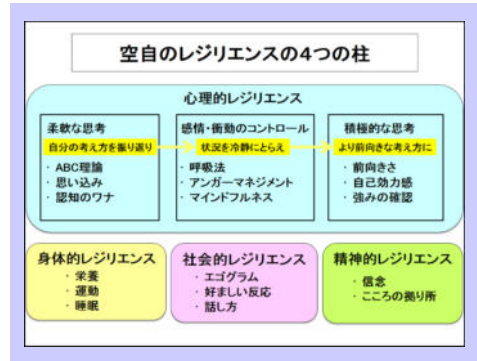 空自のレジリエンスの4つの柱
心理的レジリエンス
柔軟な思考
自分の考え方を振り返り
・ABC理論
・思い込み
・認知のワナ
感情・衝動のコントロール
状況を冷静にとらえ
・呼吸法
・アンガーマネジメント
・マインドフルネス
積極的な思考
より前向きな考え方に
・前向きさ
・自己効力感
・強みの確認
身体的レジリエンス
・栄養
・運動
・睡眠
社会的レジリエンス
・エゴグラム
・好ましい反応
・話し方
精神的レジリエンス
・信念
・こころの拠り所